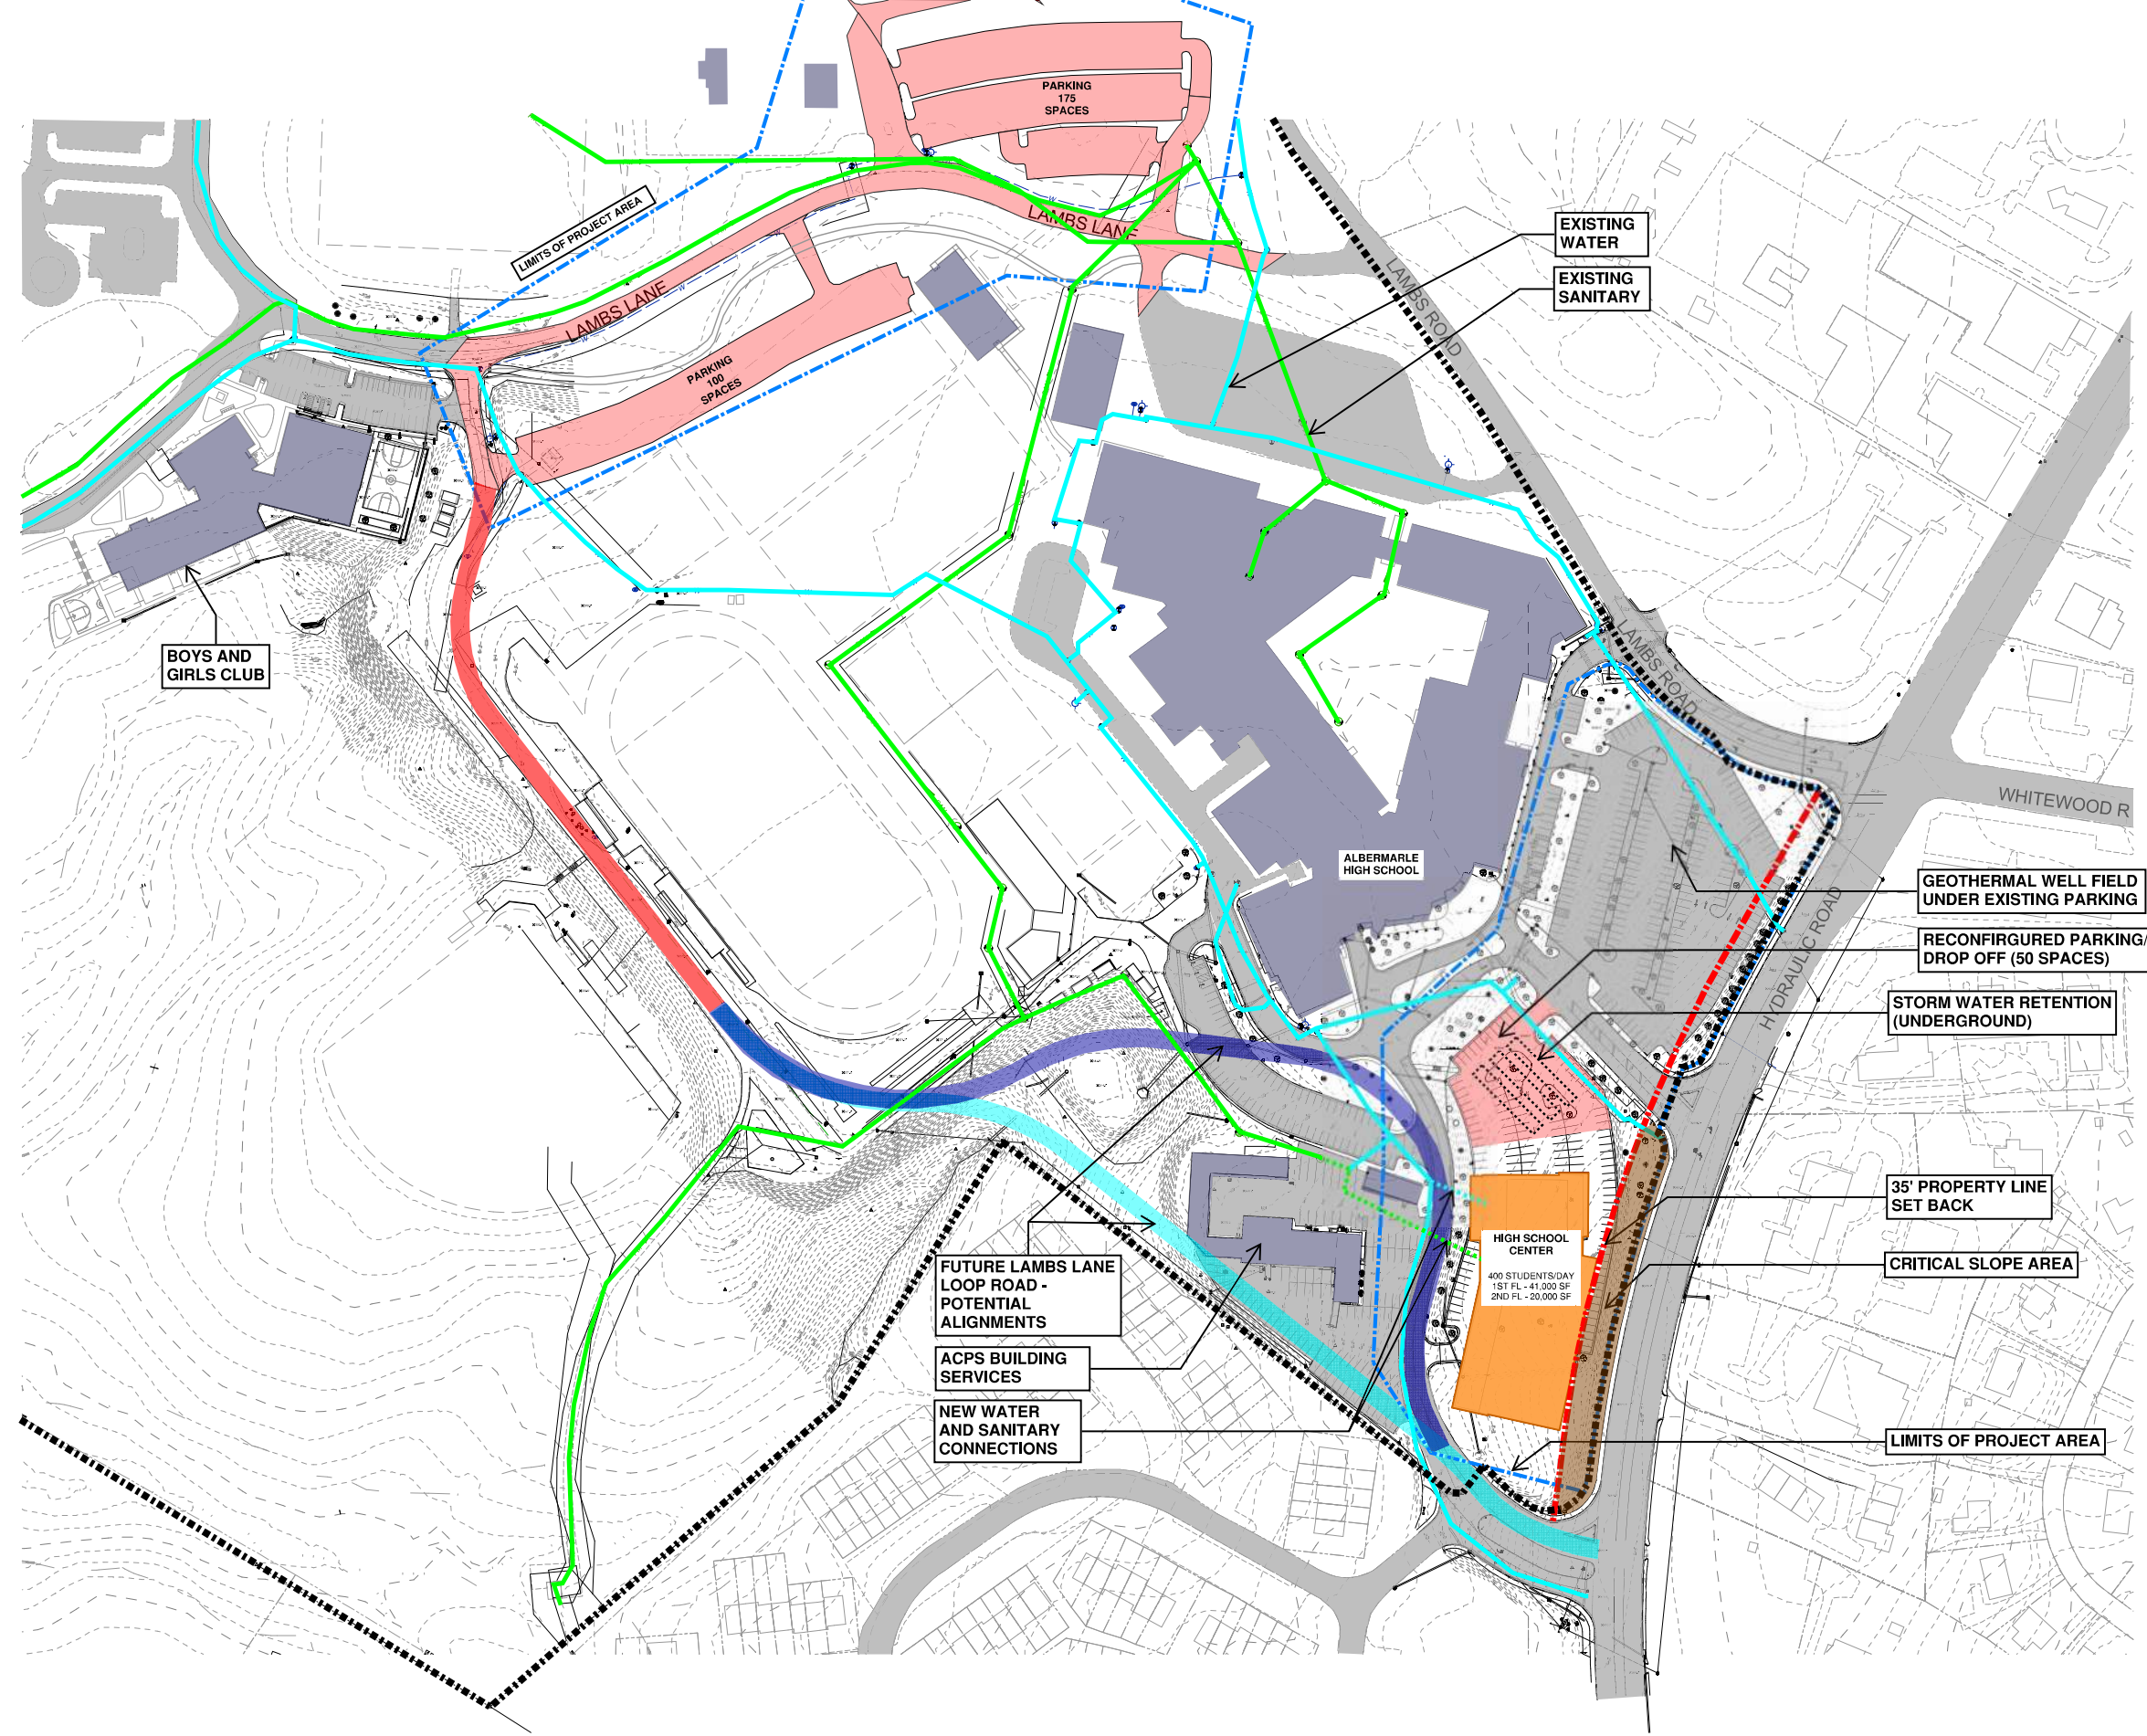 PARKING
175
SPACES
LIMITS OF PROJECT AREA
LAMBS LANE
EXISTING
WATER
EXISTING
SANITARY
LAMBS ROAD
LAMBS LANE
PARKING
100
SPACES
BOYS AND
GIRLS CLUB
LAMBS ROAD
WHITEWOOD R
ALBERMARLE
HIGH SCHOOL
GEOTHERMAL WELL FIELD
UNDER EXISTING PARKING
RECONFIRGURED PARKING/
DROP OFF (50 SPACES)
HYDRAULIC ROAD
STORM WATER RETENTION
(UNDERGROUND)
35' PROPERTY LINE
SET BACK
HIGH SCHOOL
CENTER
400 STUDENTS/DAY
1ST FL - 41,000 SF
2ND FL - 20,000 SF
CRITICAL SLOPE AREA
FUTURE LAMBS LANE
LOOP ROAD -
POTENTIAL
ALIGNMENTS
ACPS BUILDING
SERVICES
NEW WATER
AND SANITARY
CONNECTIONS
LIMITS OF PROJECT AREA